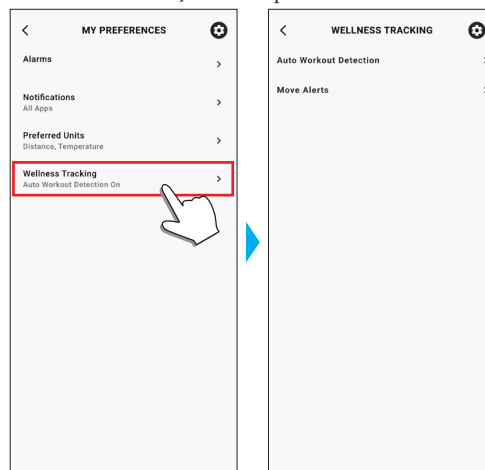 MY PREFERENCES
Alarms
Notifications
All Apps
Preferred Units
Distance, Temperature
Wellness Tracking
Auto Workout Detection On
WELLNESS TRACKING
Auto Workout Detection
Move Alerts